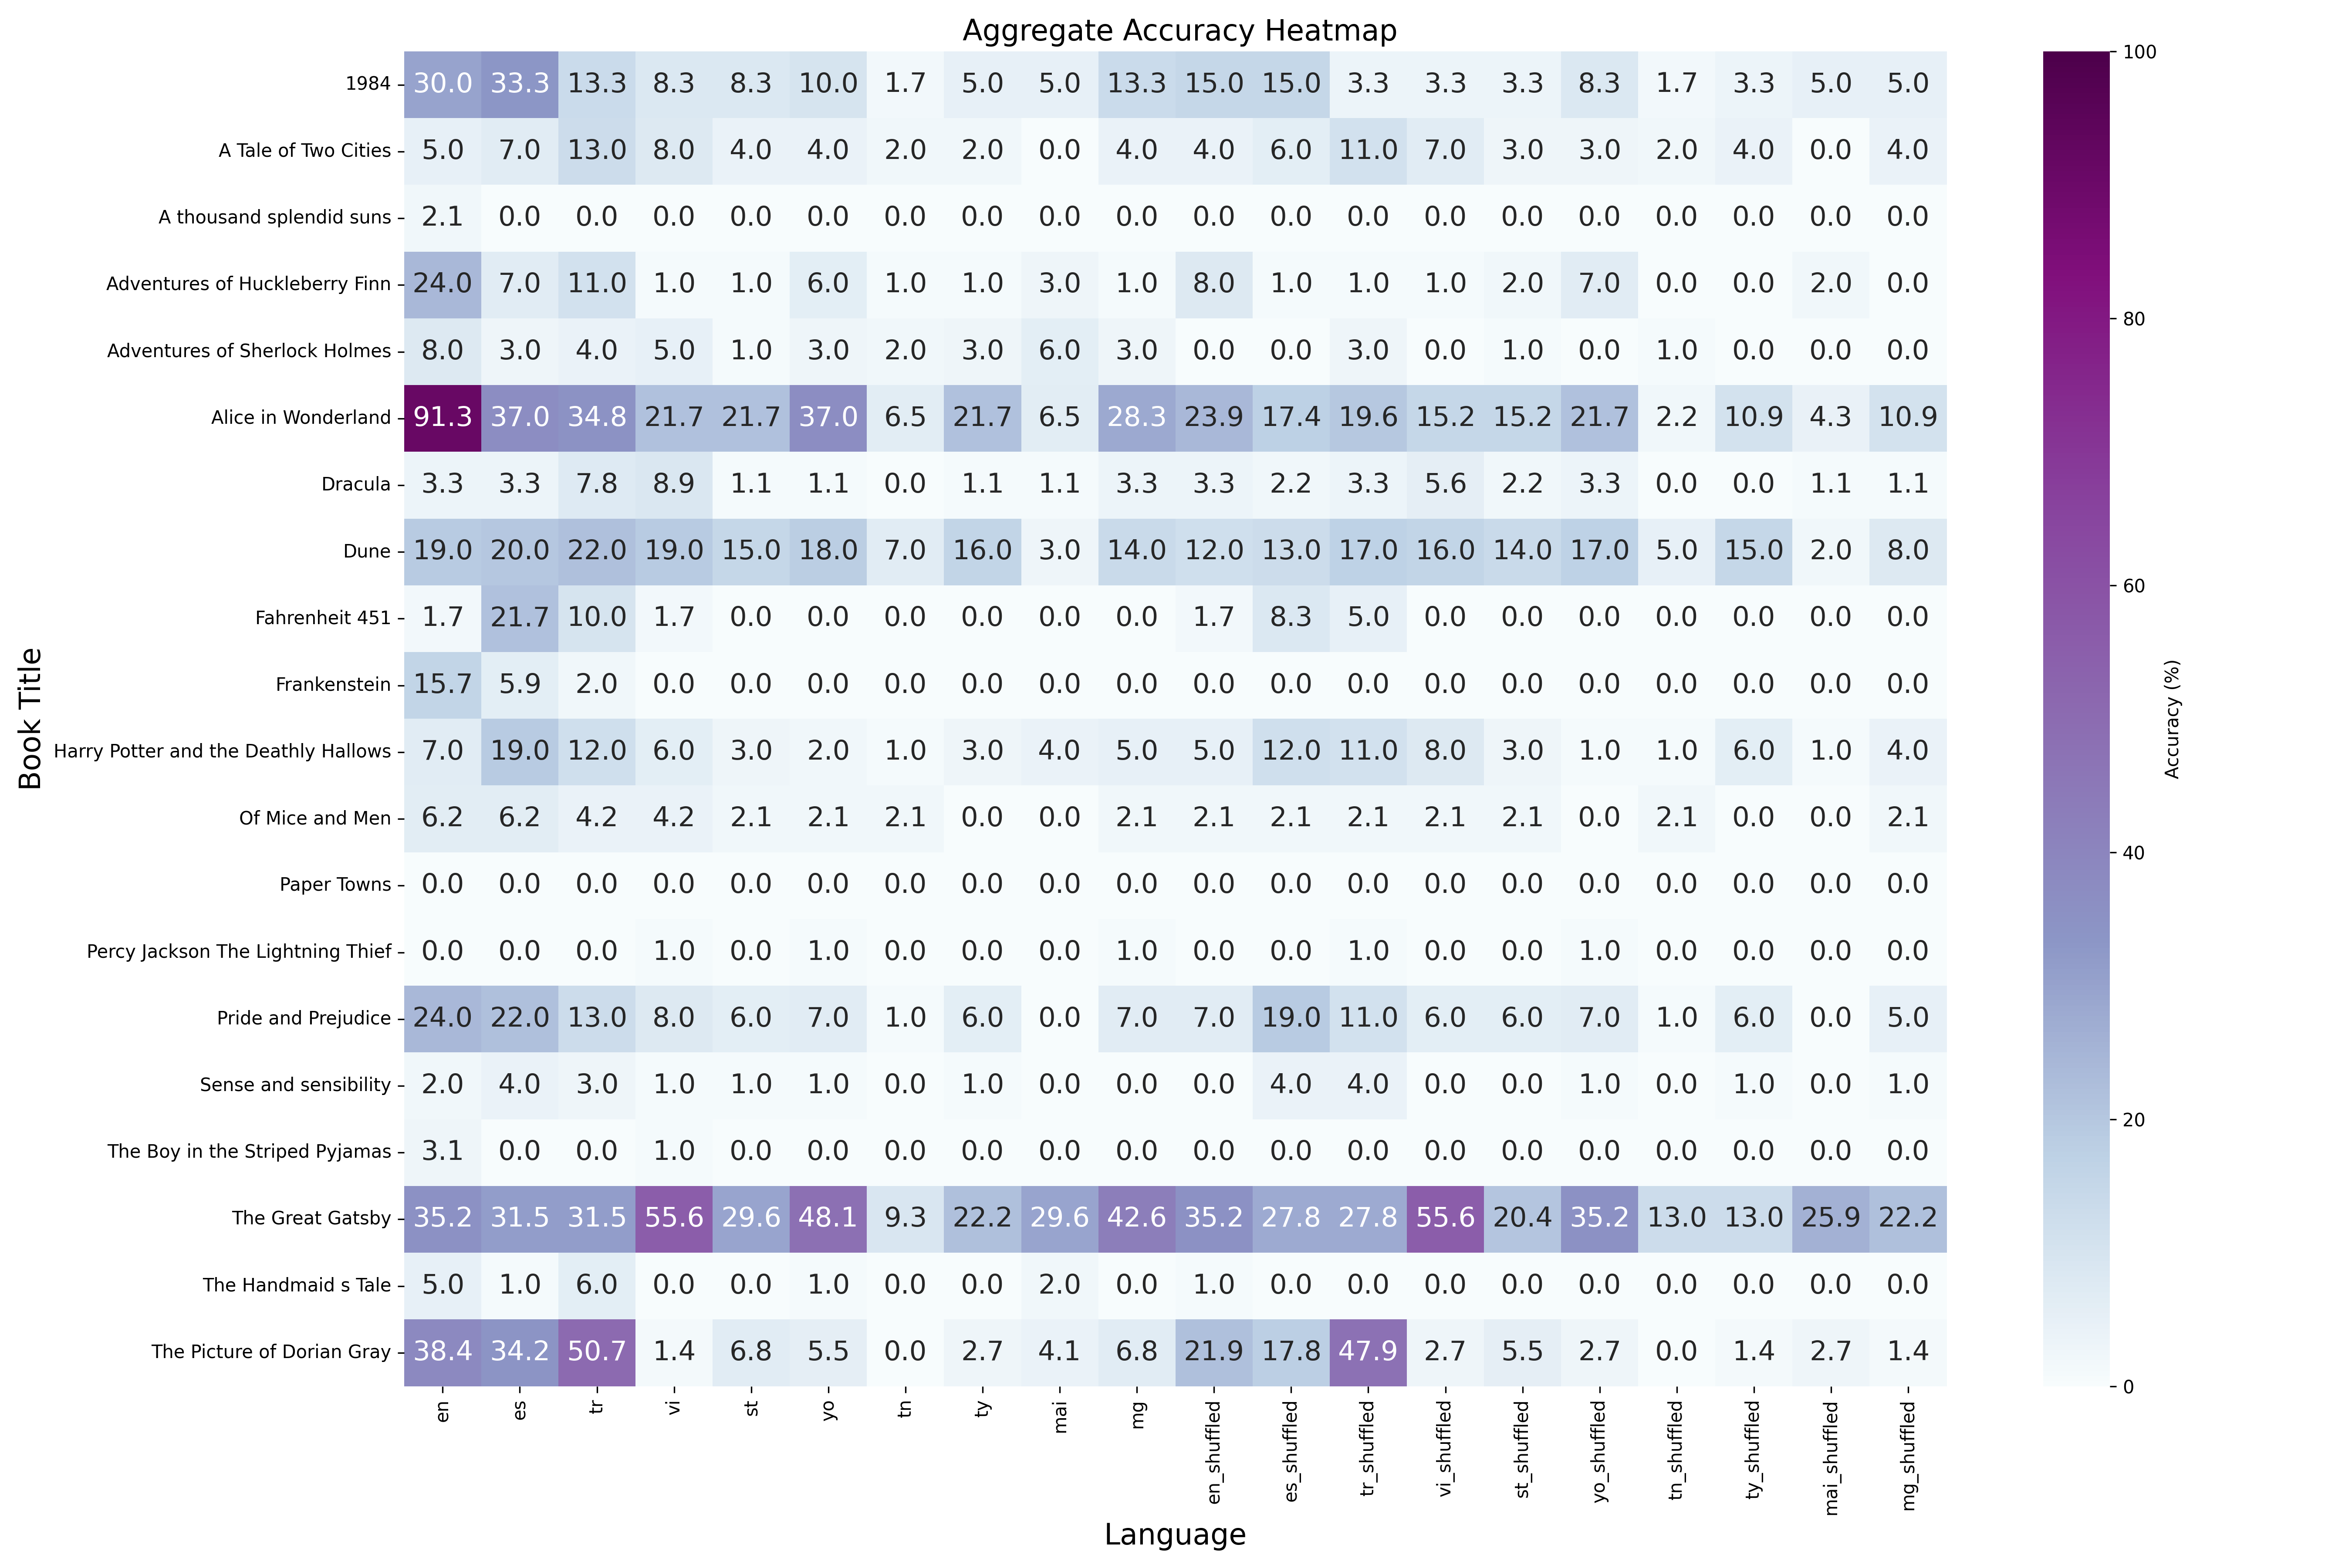 Aggregate Accuracy Heatmap
Book Title
1984 30.0 33.3 13.3 8.3 8.3 10.0 1.7 5.0 5.0 13.3 15.0 15.0 3.3 3.3 3.3 8.3 1.7 3.3 5.0 5.0
A Tale of Two Cities 5.0 7.0 13.0 8.0 4.0 4.0 2.0 2.0 0.0 4.0 4.0 6.0 11.0 7.0 3.0 3.0 2.0 4.0 0.0 4.0
A thousand splendid suns 2.1 0.0 0.0 0.0 0.0 0.0 0.0 0.0 0.0 0.0 0.0 0.0 0.0 0.0 0.0 0.0 0.0 0.0 0.0 0.0
Adventures of Huckleberry Finn 24.0 7.0 11.0 1.0 1.0 6.0 1.0 1.0 3.0 1.0 8.0 1.0 1.0 1.0 2.0 7.0 0.0 0.0 2.0 0.0
Adventures of Sherlock Holmes 8.0 3.0 4.0 5.0 1.0 3.0 2.0 3.0 6.0 3.0 0.0 0.0 3.0 0.0 1.0 0.0 1.0 0.0 0.0 0.0
Alice in Wonderland 91.3 37.0 34.8 21.7 21.7 37.0 6.5 21.7 6.5 28.3 23.9 17.4 19.6 15.2 15.2 21.7 2.2 10.9 4.3 10.9
Dracula 3.3 3.3 7.8 8.9 1.1 1.1 0.0 1.1 1.1 3.3 3.3 2.2 3.3 5.6 2.2 3.3 0.0 0.0 1.1 1.1
Dune 19.0 20.0 22.0 19.0 15.0 18.0 7.0 16.0 3.0 14.0 12.0 13.0 17.0 16.0 14.0 17.0 5.0 15.0 2.0 8.0
Fahrenheit 451 1.7 21.7 10.0 1.7 0.0 0.0 0.0 0.0 0.0 0.0 1.7 8.3 5.0 0.0 0.0 0.0 0.0 0.0 0.0 0.0
Frankenstein 15.7 5.9 2.0 0.0 0.0 0.0 0.0 0.0 0.0 0.0 0.0 0.0 0.0 0.0 0.0 0.0 0.0 0.0 0.0 0.0
Harry Potter and the Deathly Hallows 7.0 19.0 12.0 6.0 3.0 2.0 1.0 3.0 4.0 5.0 5.0 12.0 11.0 8.0 3.0 1.0 1.0 6.0 1.0 4.0
Of Mice and Men 6.2 6.2 4.2 4.2 2.1 2.1 2.1 0.0 0.0 2.1 2.1 2.1 2.1 2.1 2.1 0.0 2.1 0.0 0.0 2.1
Paper Towns 0.0 0.0 0.0 0.0 0.0 0.0 0.0 0.0 0.0 0.0 0.0 0.0 0.0 0.0 0.0 0.0 0.0 0.0 0.0 0.0
Percy Jackson The Lightning Thief 0.0 0.0 0.0 1.0 0.0 1.0 0.0 0.0 0.0 1.0 0.0 0.0 1.0 0.0 0.0 1.0 0.0 0.0 0.0 0.0
Pride and Prejudice 24.0 22.0 13.0 8.0 6.0 7.0 1.0 6.0 0.0 7.0 7.0 19.0 11.0 6.0 6.0 7.0 1.0 6.0 0.0 5.0
Sense and sensibility 2.0 4.0 3.0 1.0 1.0 1.0 0.0 1.0 0.0 0.0 0.0 4.0 4.0 0.0 0.0 1.0 0.0 1.0 0.0 1.0
The Boy in the Striped Pyjamas 3.1 0.0 0.0 1.0 0.0 0.0 0.0 0.0 0.0 0.0 0.0 0.0 0.0 0.0 0.0 0.0 0.0 0.0 0.0 0.0
The Great Gatsby 35.2 31.5 31.5 55.6 29.6 48.1 9.3 22.2 29.6 42.6 35.2 27.8 27.8 55.6 20.4 35.2 13.0 13.0 25.9 22.2
The Handmaid s Tale 5.0 1.0 6.0 0.0 0.0 1.0 0.0 0.0 2.0 0.0 1.0 0.0 0.0 0.0 0.0 0.0 0.0 0.0 0.0 0.0
The Picture of Dorian Gray 38.4 34.2 50.7 1.4 6.8 5.5 0.0 2.7 4.1 6.8 21.9 17.8 47.9 2.7 5.5 2.7 0.0 1.4 2.7 1.4
en es tr vi st yo tn ty mai mg en_shuffled es_shuffled tr_shuffled vi_shuffled st_shuffled yo_shuffled tn_shuffled ty_shuffled mai_shuffled mg_shuffled
Language
100
80
60
40
20
0
Accuracy (%)